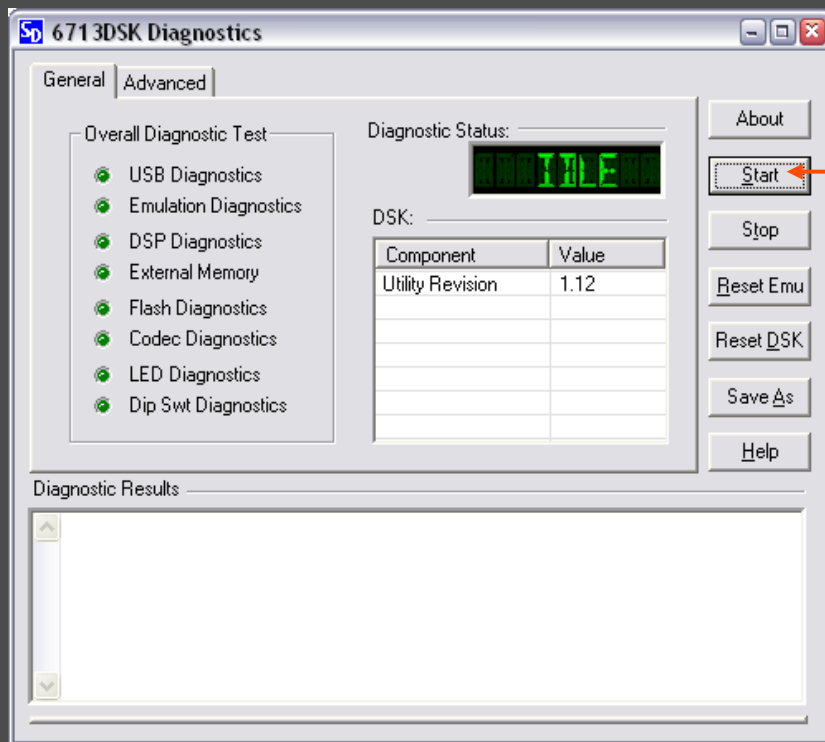 SD 6713DSK Diagnostics
General Advanced
Overall Diagnostic Test
USB Diagnostics
Emulation Diagnostics
DSP Diagnostics
External Memory
Flash Diagnostics
Codec Diagnostics
LED Diagnostics
Dip Swt Diagnostics
Diagnostic Status:
IDLE
DSK:
Component Value
Utility Revision 1.12
About
Start
Stop
Reset Emu
Reset DSK
Save As
Help
Diagnostic Results